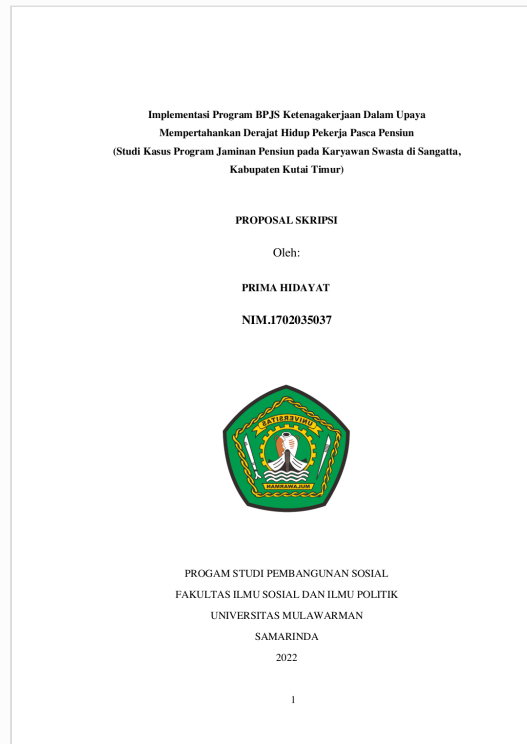 Implementasi Program BPJS Ketenagakerjaan Dalam Upaya
Mempertahankan Derajat Hidup Pekerja Pasca Pensiun
(Studi Kasus Program Jaminan Pensiun pada Karyawan Swasta di Sangatta,
Kabupaten Kutai Timur)
PROPOSAL SKRIPSI
Oleh:
PRIMA HIDAYAT
NIM.1702035037
UNIVERSITAS
MULAWARMAN
PROGAM STUDI PEMBANGUNAN SOSIAL
FAKULTAS ILMU SOSIAL DAN ILMU POLITIK
UNIVERSITAS MULAWARMAN
SAMARINDA
2022
1